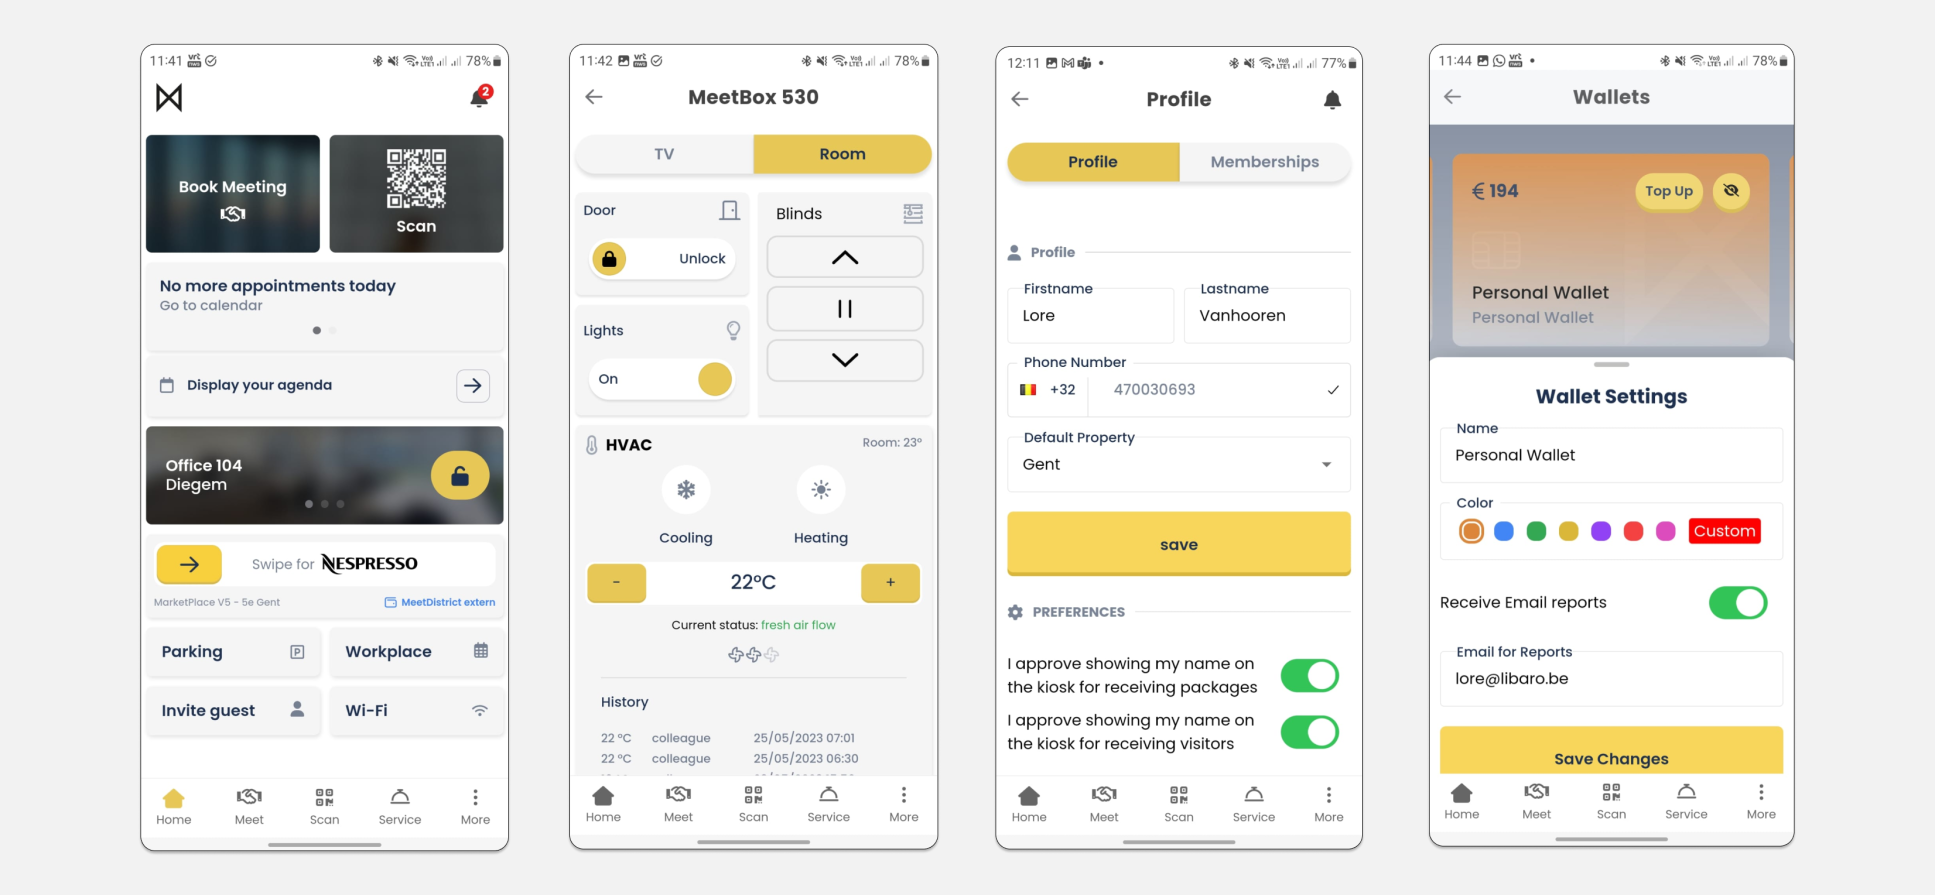 11:41 78%
2
Book Meeting
Scan
No more appointments today
Go to calendar
Display your agenda
Office 104
Diegem
Swipe for NESPRESSO
MarketPlace V5 - 5e Gent MeetDistrict extern
Parking P Workplace
Invite guest Wi-Fi
Home Meet Scan Service More
11:42 78%
MeetBox 530
TV Room
Door
Unlock
Blinds
Lights
On
HVAC Room: 23°
Cooling Heating
- 22°C +
Current status: fresh air flow
History
22 °C colleague 25/05/2023 07:01
22 °C colleague 25/05/2023 06:30
Home Meet Scan Service More
12:11 77%
Profile
Profile Memberships
Profile
Firstname Lastname
Lore Vanhooren
Phone Number
+32 470030693
Default Property
Gent
save
PREFERENCES
I approve showing my name on
the kiosk for receiving packages
I approve showing my name on
the kiosk for receiving visitors
Home Meet Scan Service More
11:44 78%
Wallets
€ 194 Top Up
Personal Wallet
Personal Wallet
Wallet Settings
Name
Personal Wallet
Color
Custom
Receive Email reports
Email for Reports
lore@libaro.be
Save Changes
Home Meet Scan Service More